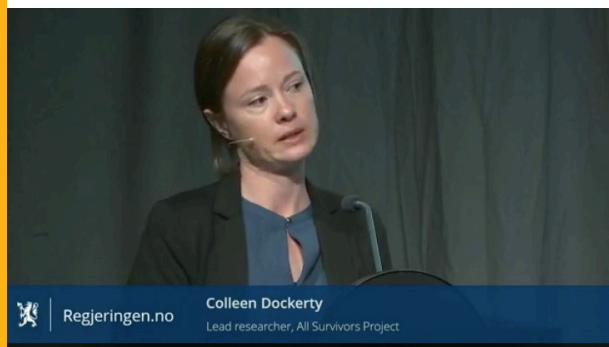 Regjeringen.no
Colleen Dockerty
Lead researcher, All Survivors Project